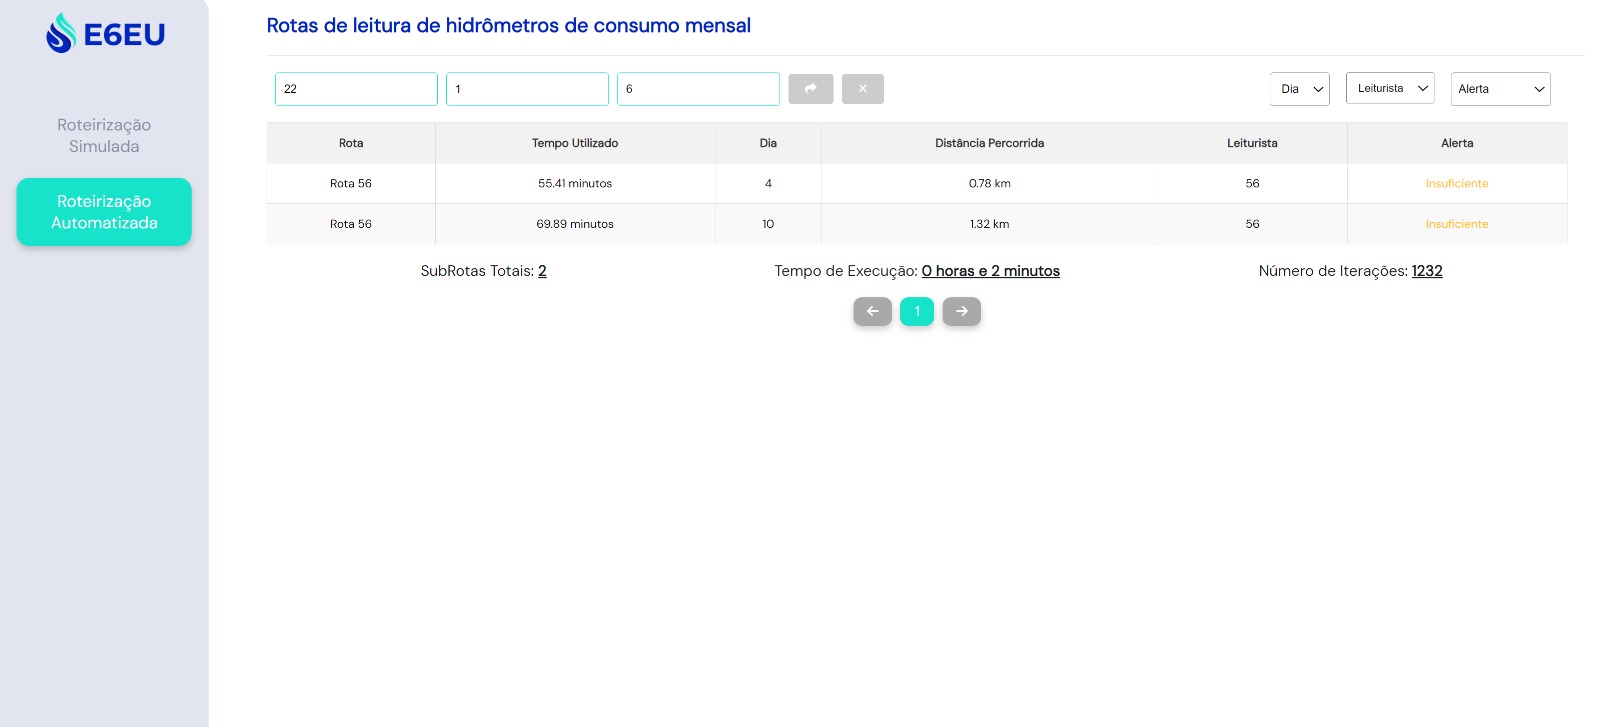 E6EU
Roteirização
Simulada
Roteirização
Automatizada
Rotas de leitura de hidrômetros de consumo mensal
22 1 6 Dia Leiturista Alerta
Rota Tempo Utilizado Dia Distância Percorrida Leiturista Alerta
Rota 56 55.41 minutos 4 0.78 km 56 Insuficiente
Rota 56 69.89 minutos 10 1.32 km 56 Insuficiente
SubRotas Totais: 2 Tempo de Execução: 0 horas e 2 minutos Número de Iterações: 1232
1